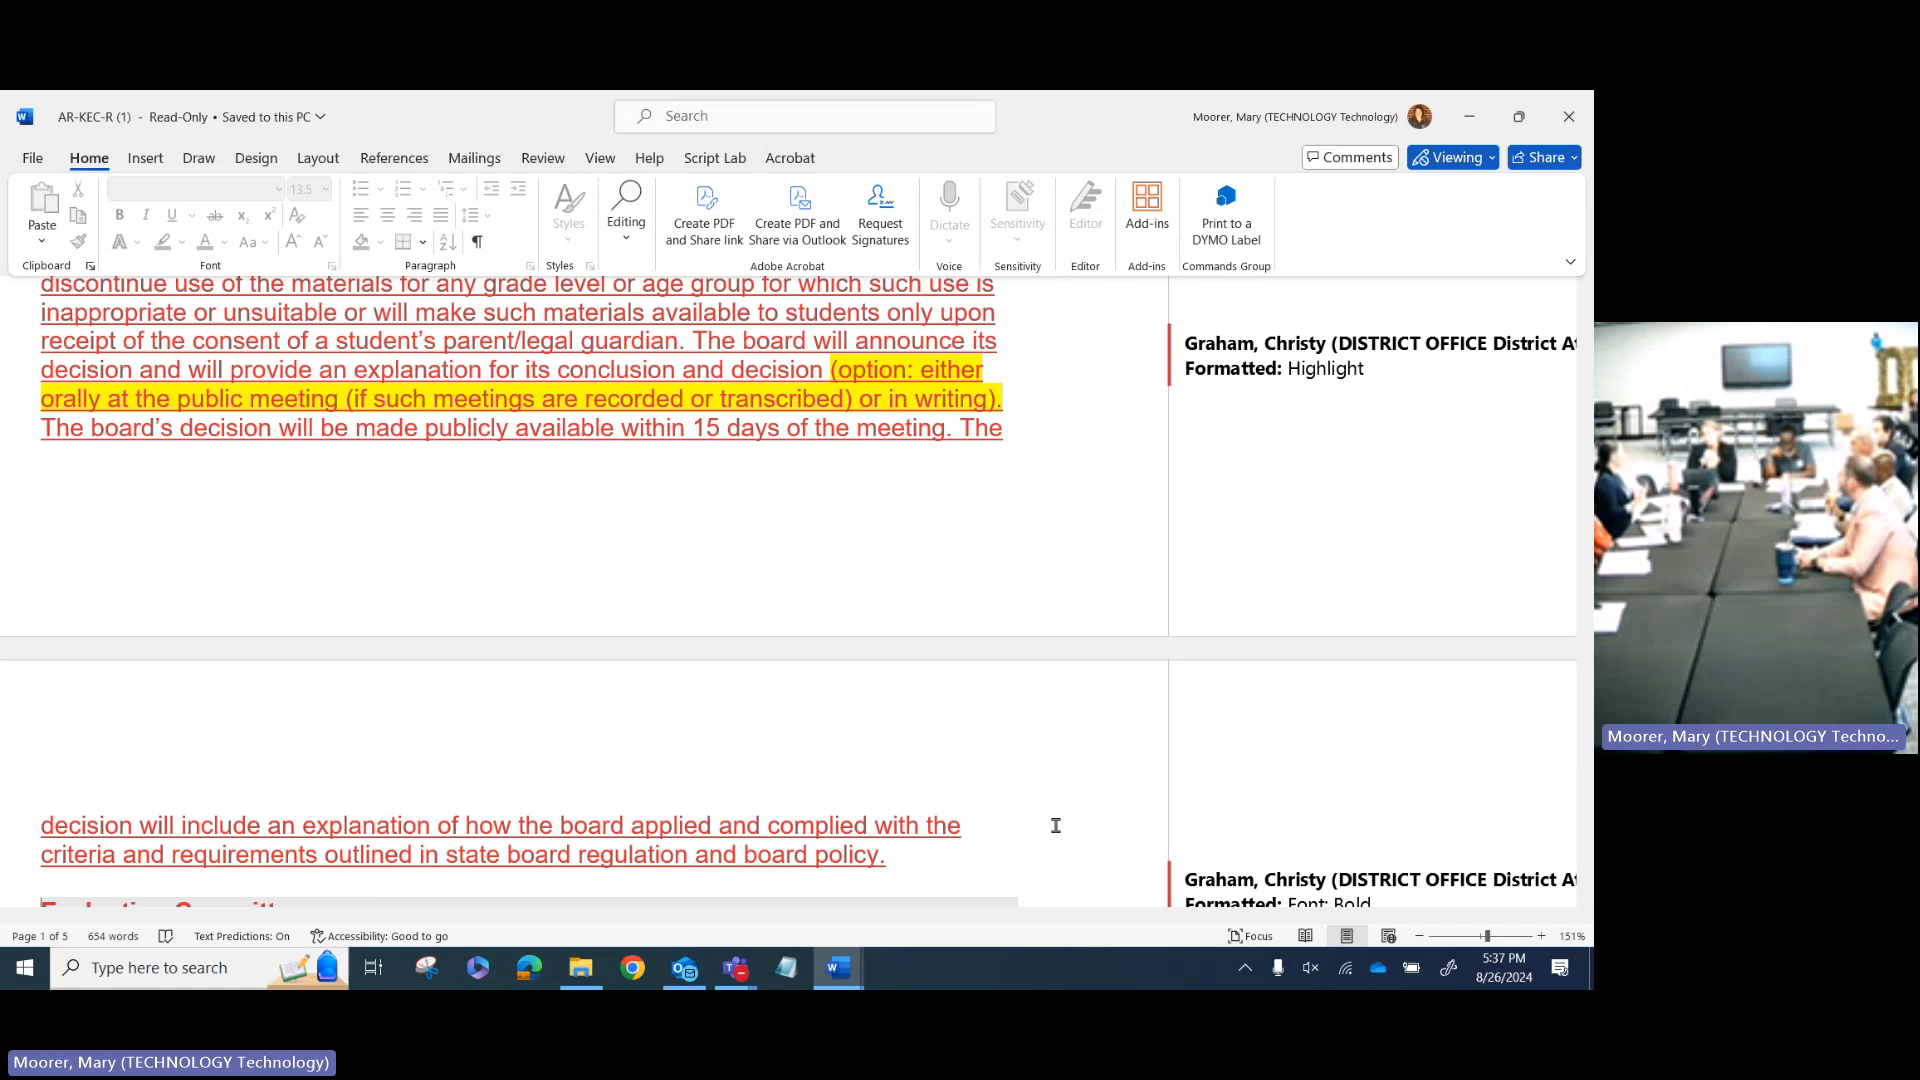 AR-KEC-R (1) - Read-Only • Saved to this PC
Search
Moorer, Mary (TECHNOLOGY Technology)
File Home Insert Draw Design Layout References Mailings Review View Help Script Lab Acrobat
Comments Viewing Share
Paste
13.5
Styles
Editing
Create PDF and Share link
Create PDF and Share via Outlook
Request Signatures
Dictate
Sensitivity
Editor
Add-ins
Print to a DYMO Label
Clipboard Font Paragraph Styles Adobe Acrobat Voice Sensitivity Editor Add-ins Commands Group
discontinue use of the materials for any grade level or age group for which such use is
inappropriate or unsuitable or will make such materials available to students only upon
receipt of the consent of a student’s parent/legal guardian. The board will announce its
decision and will provide an explanation for its conclusion and decision (option: either
orally at the public meeting (if such meetings are recorded or transcribed) or in writing).
The board’s decision will be made publicly available within 15 days of the meeting. The
Graham, Christy (DISTRICT OFFICE District At
Formatted: Highlight
decision will include an explanation of how the board applied and complied with the
criteria and requirements outlined in state board regulation and board policy.
Graham, Christy (DISTRICT OFFICE District At
Formatted: Font: Bold
Page 1 of 5 654 words Text Predictions: On Accessibility: Good to go
Focus
151%
Type here to search
5:37 PM
8/26/2024
Moorer, Mary (TECHNOLOGY Techno...
Moorer, Mary (TECHNOLOGY Technology)